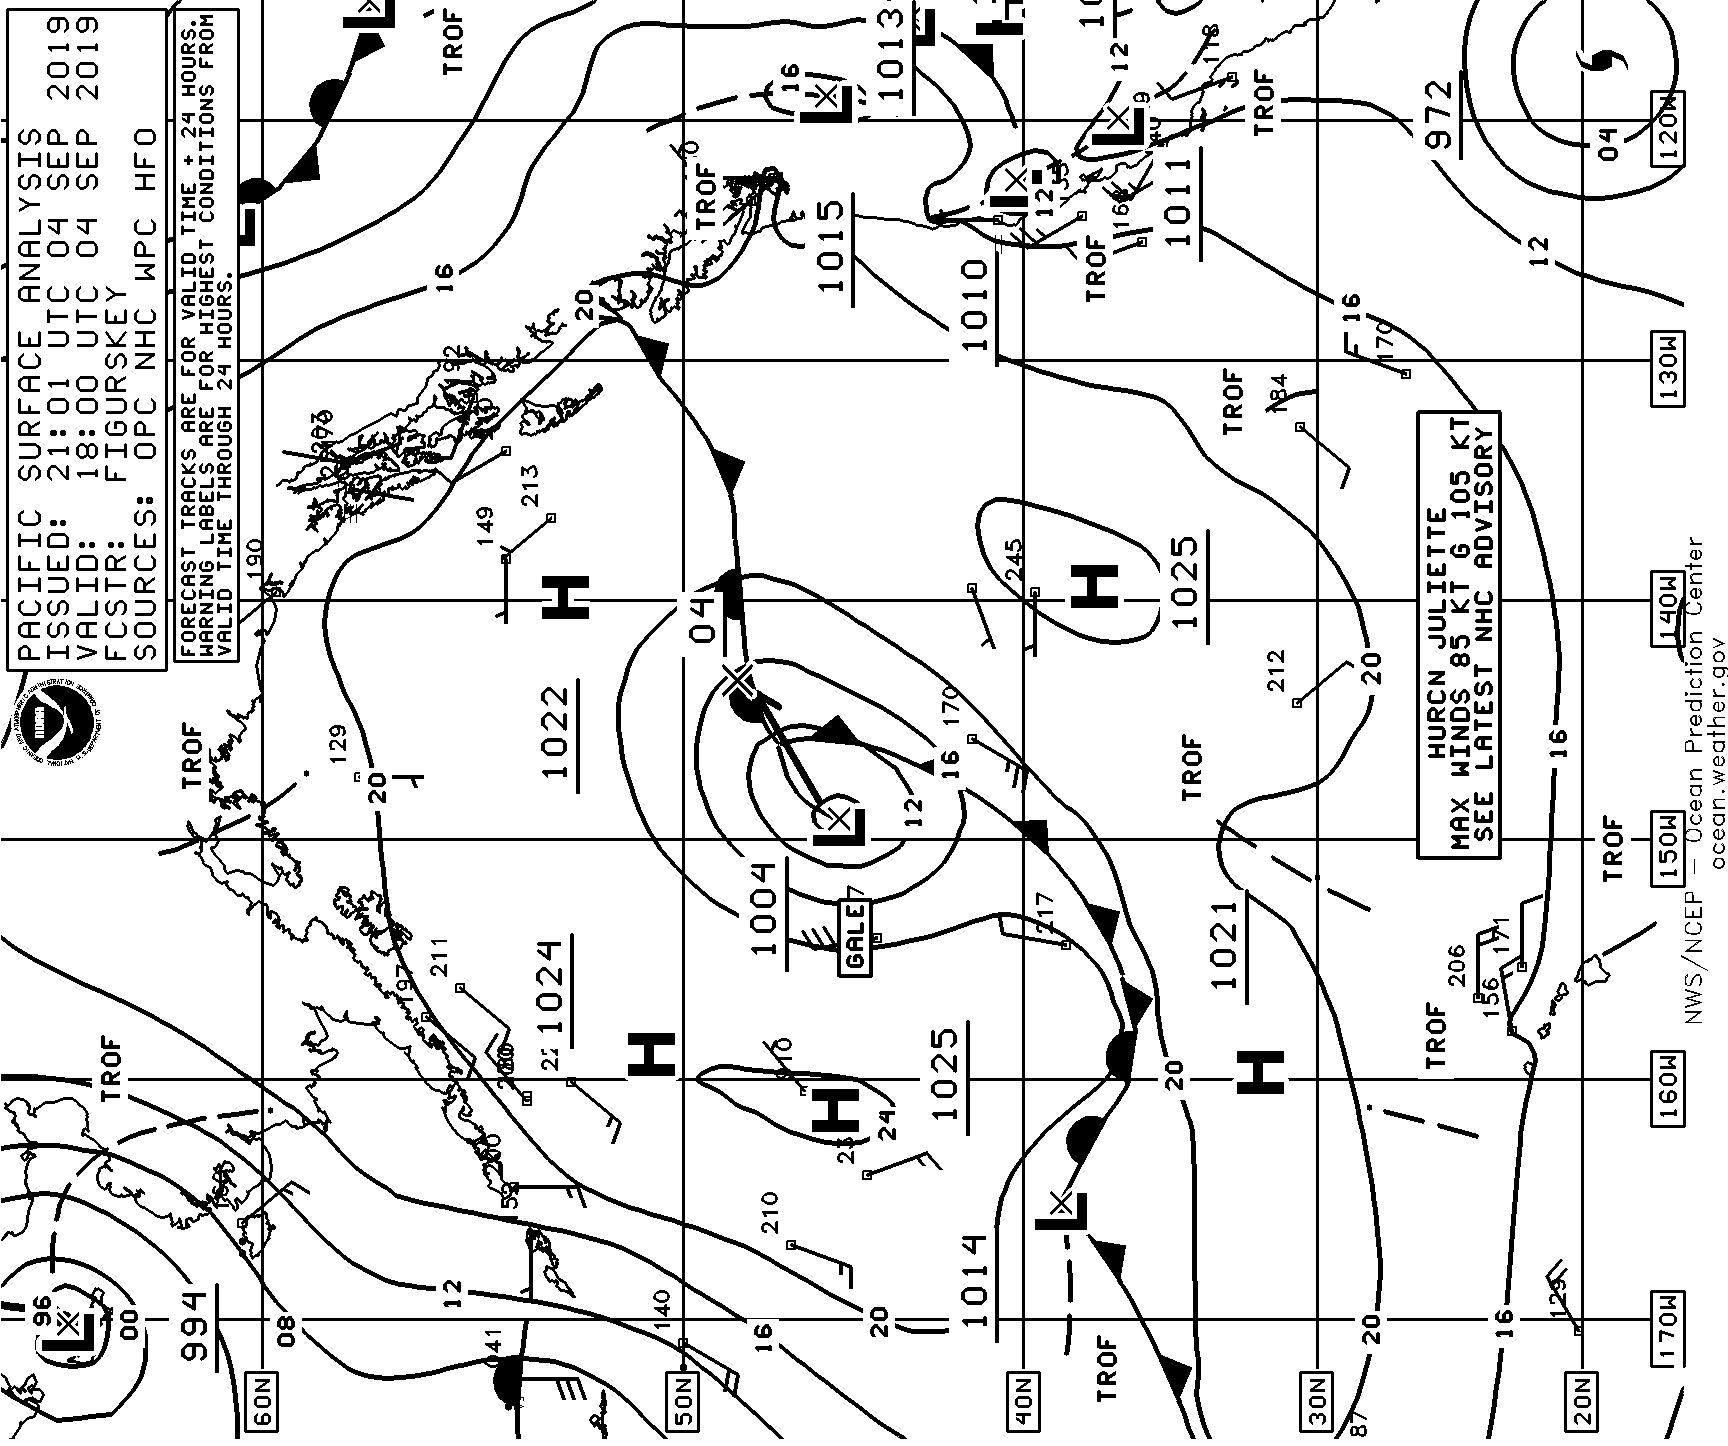 PACIFIC SURFACE ANALYSIS
ISSUED: 21:01 UTC 04 SEP 2019
VALID: 18:00 UTC 04 SEP 2019
FCSTR: FIGURSKEY
SOURCES: OPC NHC WPC HFO
FORECAST TRACKS ARE FOR VALID TIME + 24 HOURS.
WARNING LABELS ARE FOR HIGHEST CONDITIONS FROM
VALID TIME THROUGH 24 HOURS.
HURCN JULIETTE
MAX WINDS 85 KT G 105 KT
SEE LATEST NHC ADVISORY
NWS/NCEP – Ocean Prediction Center
ocean.weather.gov
NOAA
GALE
60N
50N
40N
30N
20N
170W
160W
150W
140W
130W
120W
TROF
TROF
TROF
TROF
TROF
TROF
TROF
TROF
TROF
TROF
TROF
TROF
H
H
H
H
H
L
L
L
L
L
L
L
L
994
1024
1025
1014
1004
1021
1022
1025
04
1015
1010
1011
1013
972
96
00
08
12
16
20
24
20
16
20
12
16
20
20
16
20
16
12
16
16
12
12
04
190
129
149
213
211
197
210
140
041
217
170
245
212
184
170
206
156
171
129
87